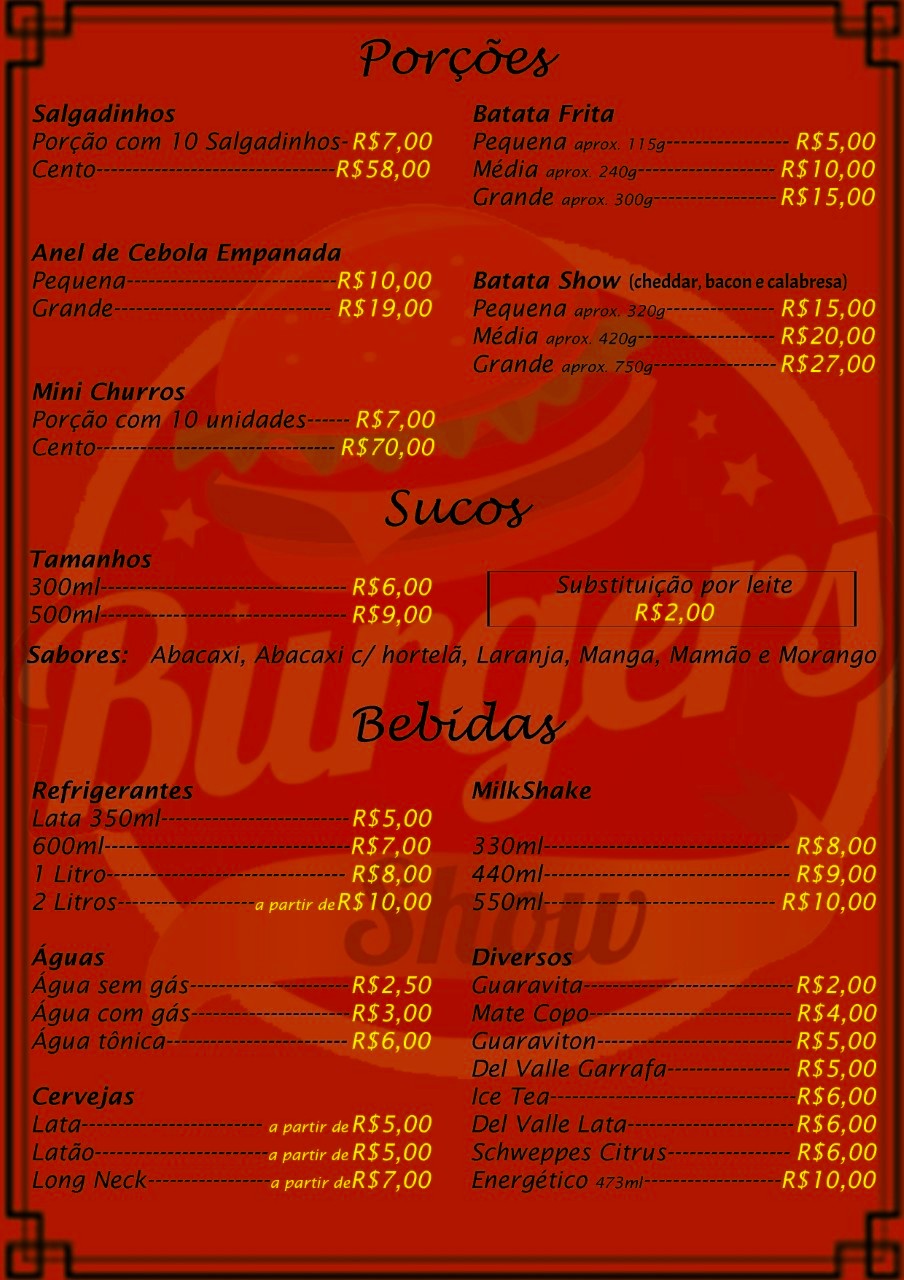 Porções
Salgadinhos
Porção com 10 Salgadinhos- R$7,00
Cento---------------------------R$58,00
Anel de Cebola Empanada
Pequena------------------------R$10,00
Grande------------------------- R$19,00
Mini Churros
Porção com 10 unidades----- R$7,00
Cento--------------------------- R$70,00
Batata Frita
Pequena aprox. 115g-------------- R$5,00
Média aprox. 240g---------------- R$10,00
Grande aprox. 300g-------------- R$15,00
Batata Show (cheddar, bacon e calabresa)
Pequena aprox. 320g------------- R$15,00
Média aprox. 420g---------------- R$20,00
Grande aprox. 750g-------------- R$27,00
Sucos
Tamanhos
300ml---------------------------- R$6,00
500ml---------------------------- R$9,00
Substituição por leite
R$2,00
Sabores: Abacaxi, Abacaxi c/ hortelã, Laranja, Manga, Mamão e Morango
Burgers
Show
Bebidas
Refrigerantes
Lata 350ml----------------------R$5,00
600ml----------------------------R$7,00
1 Litro--------------------------- R$8,00
2 Litros----------------a partir deR$10,00
Águas
Água sem gás------------------R$2,50
Água com gás------------------R$3,00
Água tônica--------------------- R$6,00
Cervejas
Lata--------------------- a partir deR$5,00
Latão--------------------a partir deR$5,00
Long Neck--------------a partir deR$7,00
MilkShake
330ml---------------------------- R$8,00
440ml---------------------------- R$9,00
550ml--------------------------- R$10,00
Diversos
Guaravita------------------------R$2,00
Mate Copo----------------------- R$4,00
Guaraviton---------------------- R$5,00
Del Valle Garrafa-------------- R$5,00
Ice Tea---------------------------R$6,00
Del Valle Lata------------------- R$6,00
Schweppes Citrus-------------- R$6,00
Energético 473ml----------------R$10,00